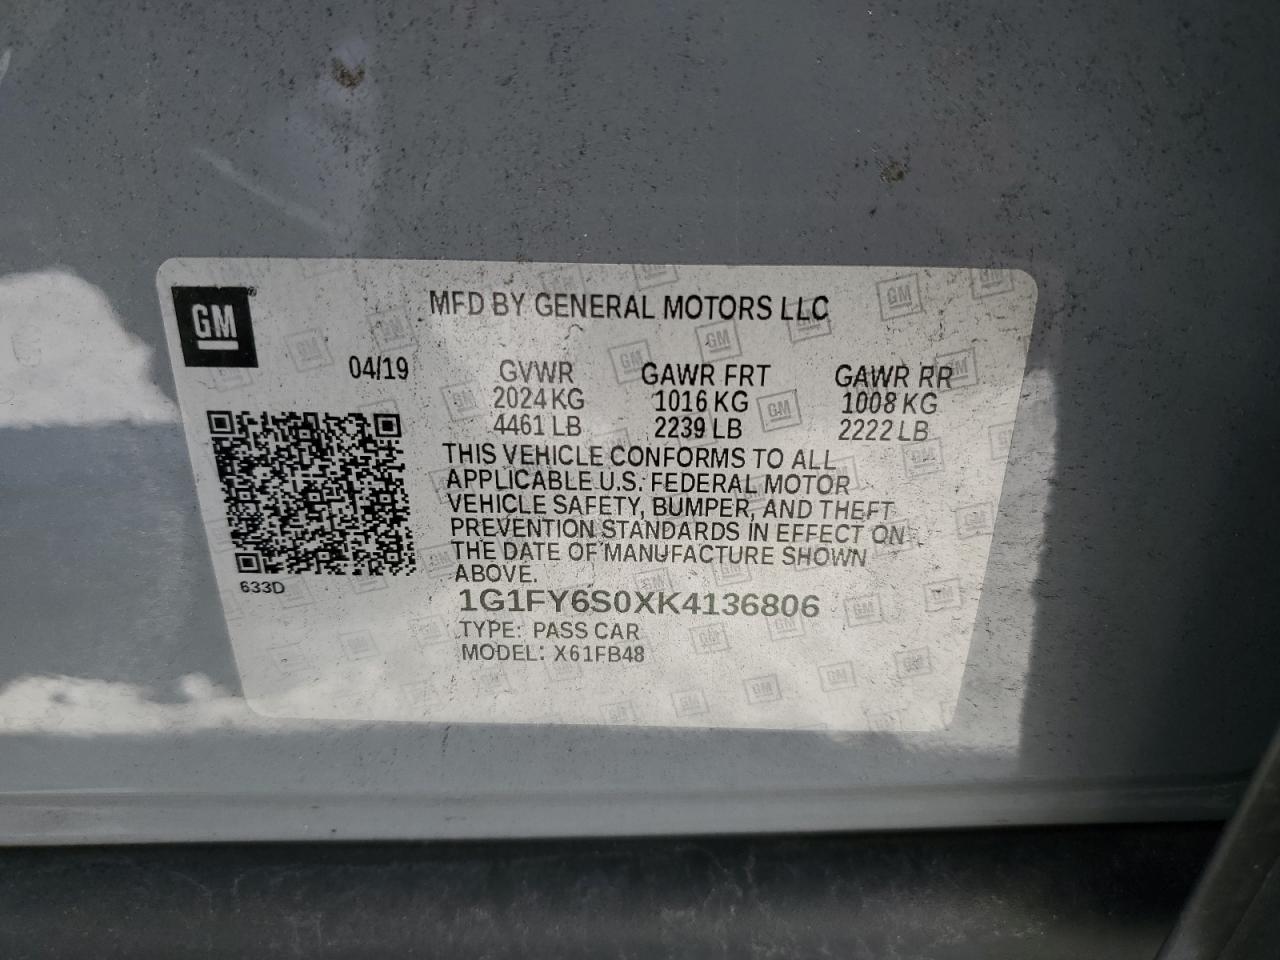 GM
MFD BY GENERAL MOTORS LLC
04/19
GVWR GAWR FRT GAWR RR
2024 KG 1016 KG 1008 KG
4461 LB 2239 LB 2222 LB
THIS VEHICLE CONFORMS TO ALL
APPLICABLE U.S. FEDERAL MOTOR
VEHICLE SAFETY, BUMPER, AND THEFT
PREVENTION STANDARDS IN EFFECT ON
THE DATE OF MANUFACTURE SHOWN
ABOVE.
633D
1G1FY6S0XK4136806
TYPE: PASS CAR
MODEL: X61FB48